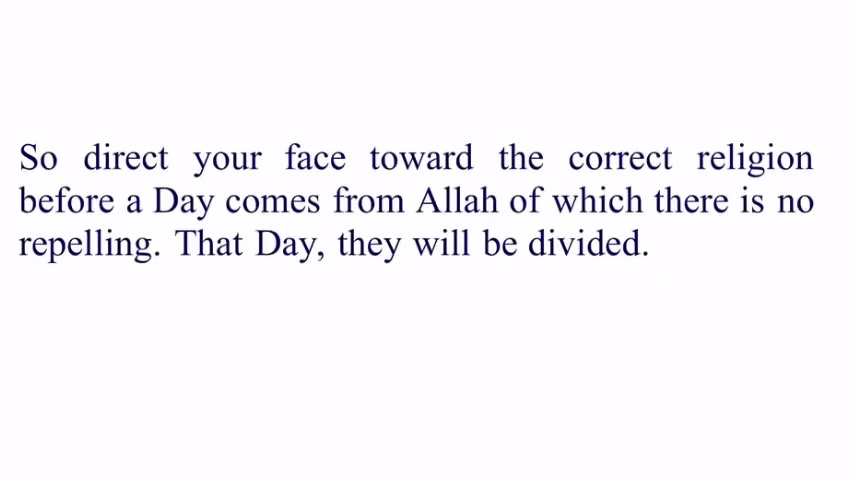 So direct your face toward the correct religion
before a Day comes from Allah of which there is no
repelling. That Day, they will be divided.